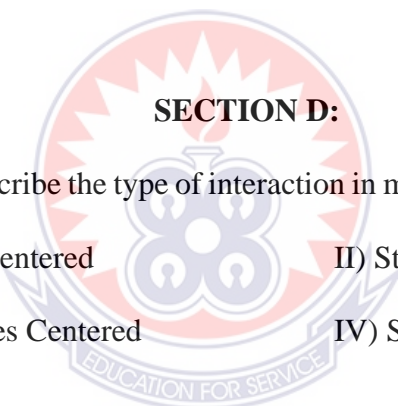 SECTION D:
cribe the type of interaction in m
entered II) St
es Centered IV) S
EDUCATION FOR SERVICE